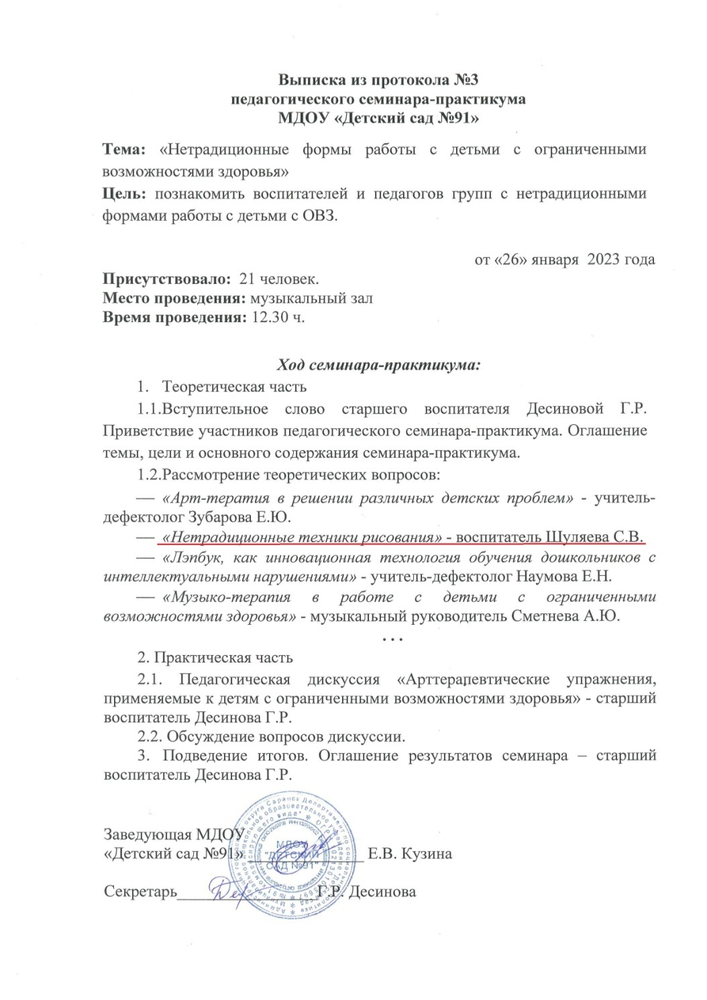 Выписка из протокола №3
педагогического семинара-практикума
МДОУ «Детский сад №91»
Тема: «Нетрадиционные формы работы с детьми с ограниченными
возможностями здоровья»
Цель: познакомить воспитателей и педагогов групп с нетрадиционными
формами работы с детьми с ОВЗ.
от «26» января 2023 года
Присутствовало: 21 человек.
Место проведения: музыкальный зал
Время проведения: 12.30 ч.
Ход семинара-практикума:
1. Теоретическая часть
1.1.Вступительное слово старшего воспитателя Десиновой Г.Р.
Приветствие участников педагогического семинара-практикума. Оглашение
темы, цели и основного содержания семинара-практикума.
1.2.Рассмотрение теоретических вопросов:
— «Арт-тератия в решении различных детских проблем» - учитель-
дефектолог Зубарова Е.Ю.
— «Нетрадиционные техники рисования» - воспитатель Шуляева С.В.
— «Лэпбук, как инновационная технология обучения дошкольников с
интеллектуальными нарушениями» - учитель-дефектолог Наумова Е.Н.
— «Музыко-терапия в работе с детьми с ограниченными
возможностями здоровья» - музыкальный руководитель Сметнева А.Ю.
...
2. Практическая часть
2.1. Педагогическая дискуссия «Арттерапевтические упражнения,
применяемые к детям с ограниченными возможностями здоровья» - старший
воспитатель Десинова Г.Р.
2.2. Обсуждение вопросов дискуссии.
3. Подведение итогов. Оглашение результатов семинара – старший
воспитатель Десинова Г.Р.
Заведующая МДОУ
«Детский сад №91» Е.В. Кузина
МДОУ
"ДЕТСКИЙ
САД №91"
Секретарь Г.Р. Десинова